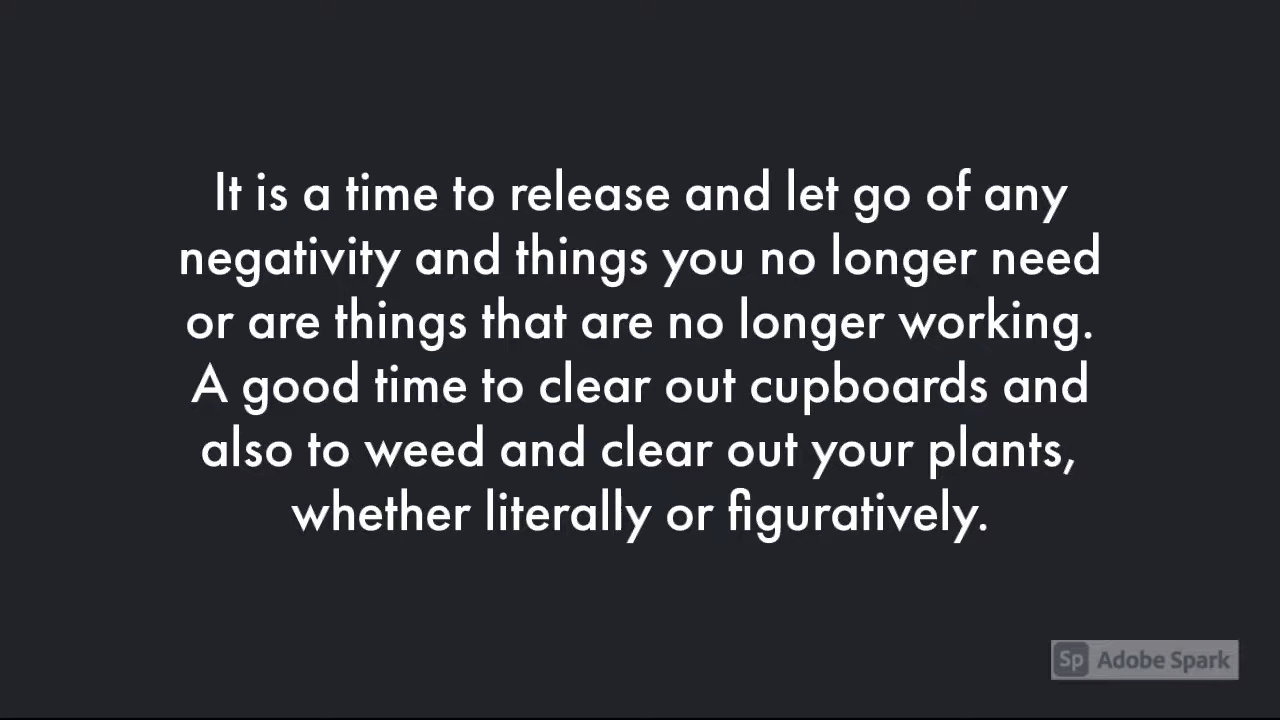 It is a time to release and let go of any
negativity and things you no longer need
or are things that are no longer working.
A good time to clear out cupboards and
also to weed and clear out your plants,
whether literally or figuratively.
Sp Adobe Spark